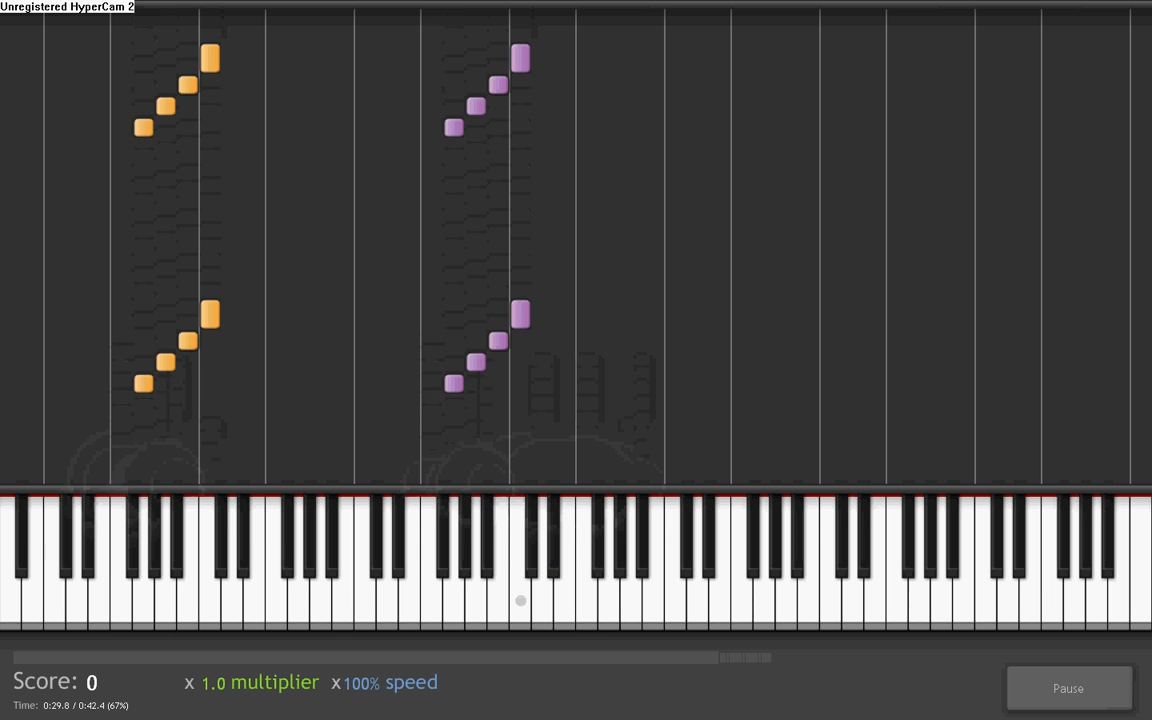 Unregistered HyperCam 2
Score: 0 x 1.0 multiplier x100% speed
Pause
Time: 0:29.8 / 0:42.4 (67%)